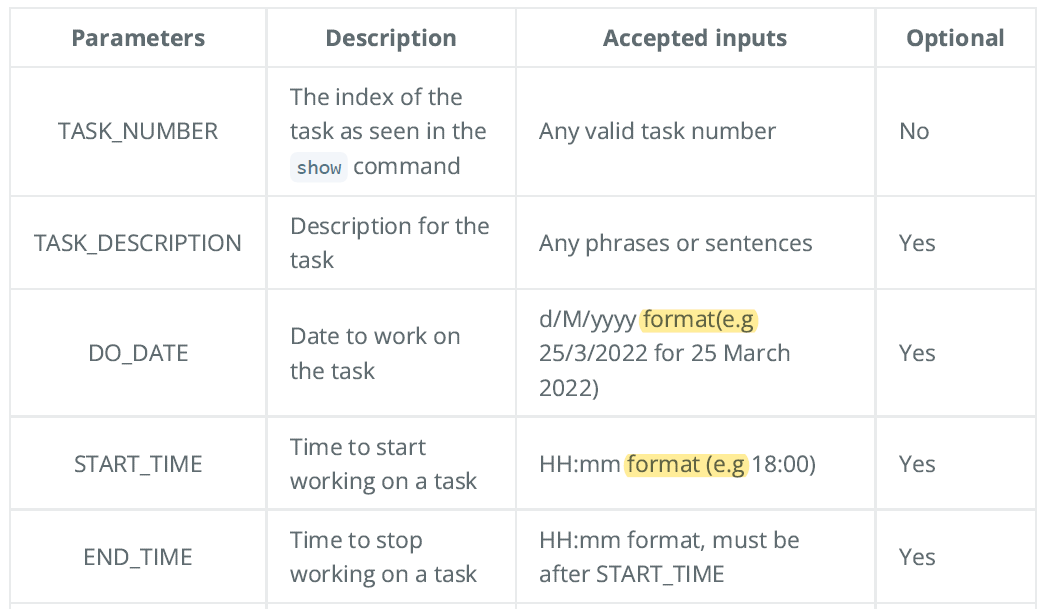 Parameters Description Accepted inputs Optional
TASK_NUMBER
The index of the
task as seen in the
show command
Any valid task number
No
TASK_DESCRIPTION
Description for the
task
Any phrases or sentences
Yes
DO_DATE
Date to work on
the task
d/M/yyyy format(e.g
25/3/2022 for 25 March
2022)
Yes
START_TIME
Time to start
working on a task
HH:mm format (e.g 18:00)
Yes
END_TIME
Time to stop
working on a task
HH:mm format, must be
after START_TIME
Yes